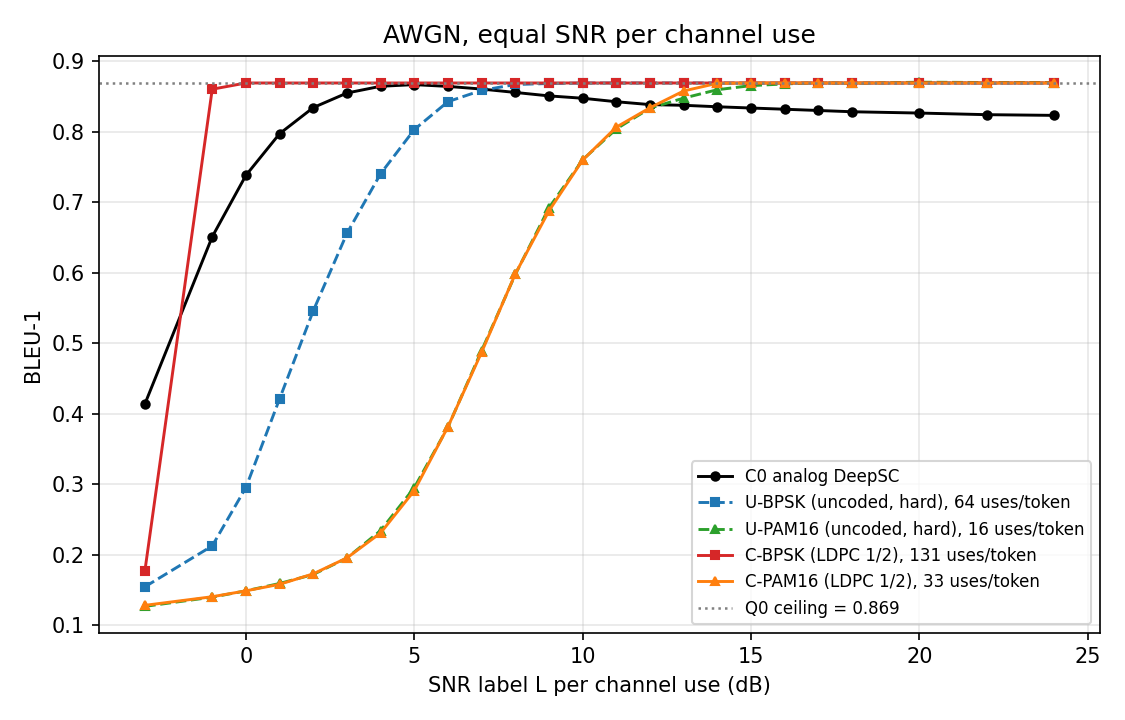 AWGN, equal SNR per channel use
0.9
0.8
0.7
0.6
0.5
0.4
0.3
0.2
0.1
BLEU-1
C0 analog DeepSC
U-BPSK (uncoded, hard), 64 uses/token
U-PAM16 (uncoded, hard), 16 uses/token
C-BPSK (LDPC 1/2), 131 uses/token
C-PAM16 (LDPC 1/2), 33 uses/token
Q0 ceiling = 0.869
0 5 10 15 20 25
SNR label L per channel use (dB)